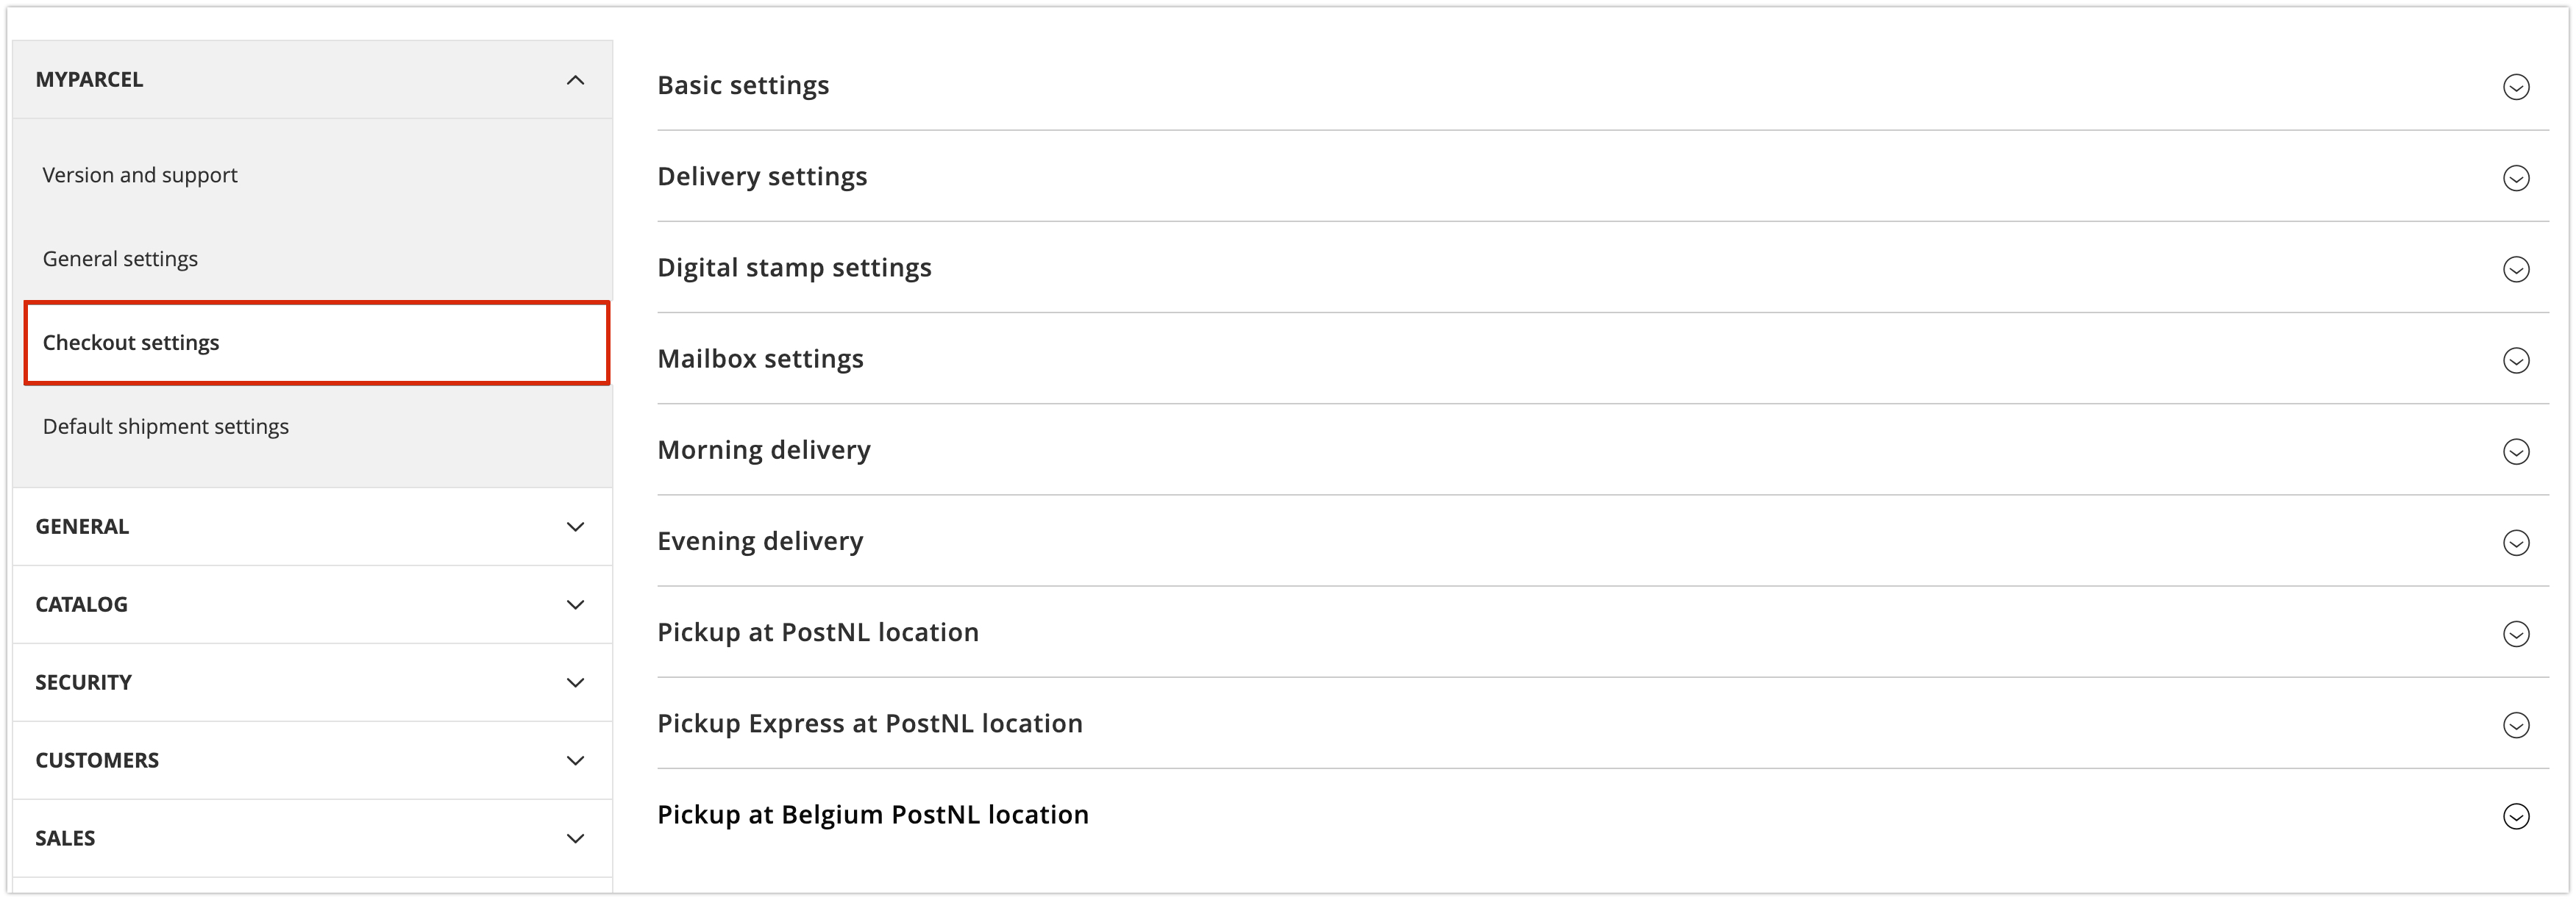 MYPARCEL
Version and support
General settings
Checkout settings
Default shipment settings
GENERAL
CATALOG
SECURITY
CUSTOMERS
SALES
Basic settings
Delivery settings
Digital stamp settings
Mailbox settings
Morning delivery
Evening delivery
Pickup at PostNL location
Pickup Express at PostNL location
Pickup at Belgium PostNL location